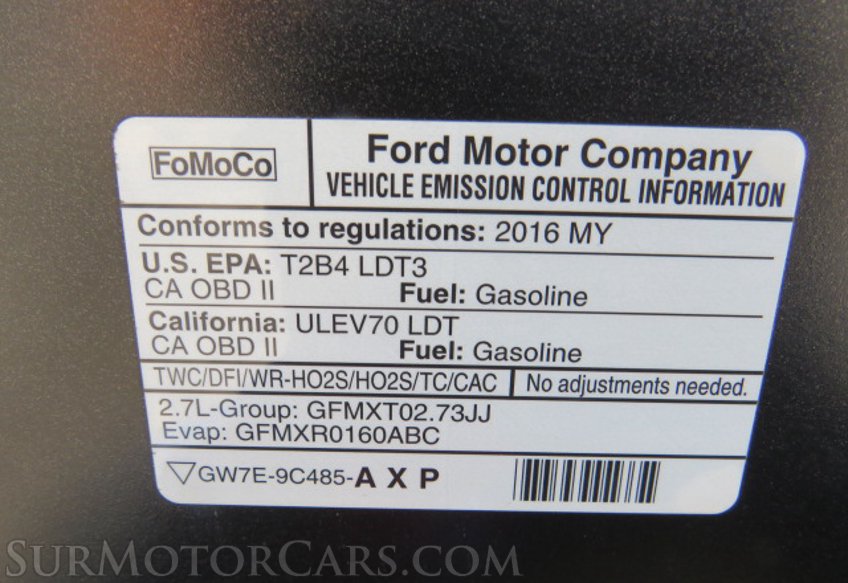 FoMoCo
Ford Motor Company
VEHICLE EMISSION CONTROL INFORMATION
Conforms to regulations: 2016 MY
U.S. EPA: T2B4 LDT3
CA OBD II Fuel: Gasoline
California: ULEV70 LDT
CA OBD II Fuel: Gasoline
TWC/DFI/WR-HO2S/HO2S/TC/CAC No adjustments needed.
2.7L-Group: GFMXT02.73JJ
Evap: GFMXR0160ABC
GW7E-9C485-A X P
SURMOTORCARS.COM